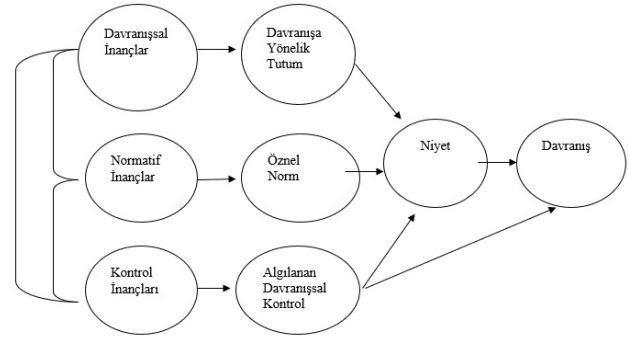 Davranışsal
İnançlar
Davranışa
Yönelik
Tutum
Normatif
İnançlar
Öznel
Norm
Niyet
Davranış
Kontrol
İnançları
Algılanan
Davranışsal
Kontrol